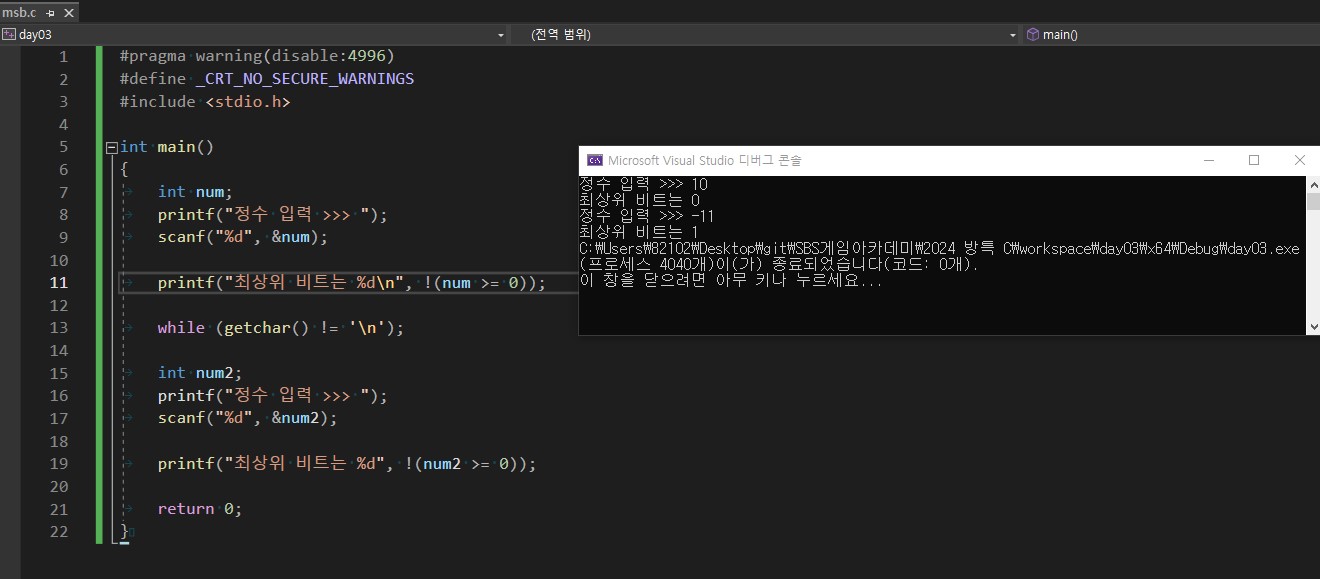 msb.c
day03 (전역 범위) main()
1 #pragma warning(disable:4996)
2 #define _CRT_NO_SECURE_WARNINGS
3 #include <stdio.h>
4
5 int main()
6 {
7 int num;
8 printf("정수 입력 >>> ");
9 scanf("%d", &num);
10
11 printf("최상위 비트는 %d\n", !(num >= 0));
12
13 while (getchar() != '\n');
14
15 int num2;
16 printf("정수 입력 >>> ");
17 scanf("%d", &num2);
18
19 printf("최상위 비트는 %d", !(num2 >= 0));
20
21 return 0;
22 }
Microsoft Visual Studio 디버그 콘솔
정수 입력 >>> 10
최상위 비트는 0
정수 입력 >>> -11
최상위 비트는 1
C:₩Users₩82102₩Desktop₩git₩SBS게임아카데미₩2024 방특 C₩workspace₩day03₩x64₩Debug₩day03.exe
(프로세스 4040개)이(가) 종료되었습니다(코드: 0개).
이 창을 닫으려면 아무 키나 누르세요...